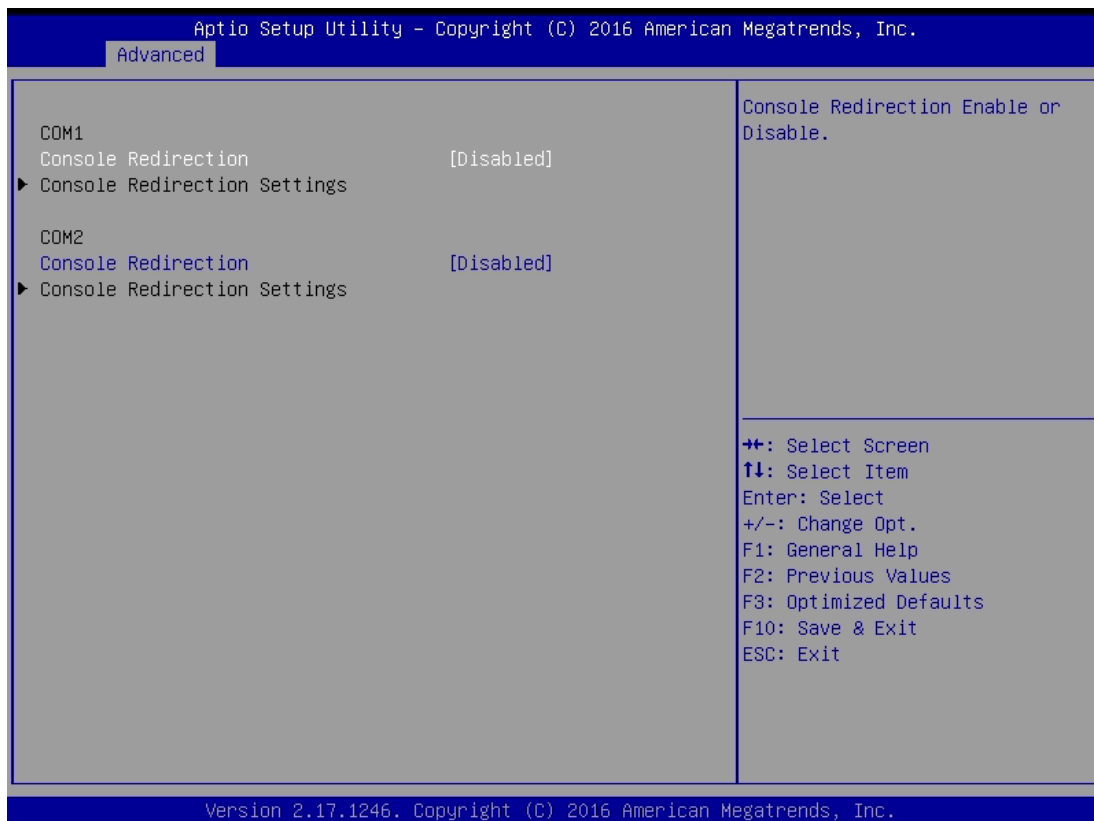 Aptio Setup Utility – Copyright (C) 2016 American Megatrends, Inc.
Advanced
COM1
Console Redirection [Disabled]
▶ Console Redirection Settings
COM2
Console Redirection [Disabled]
▶ Console Redirection Settings
Console Redirection Enable or
Disable.
→←: Select Screen
↑↓: Select Item
Enter: Select
+/-: Change Opt.
F1: General Help
F2: Previous Values
F3: Optimized Defaults
F10: Save & Exit
ESC: Exit
Version 2.17.1246. Copyright (C) 2016 American Megatrends, Inc.